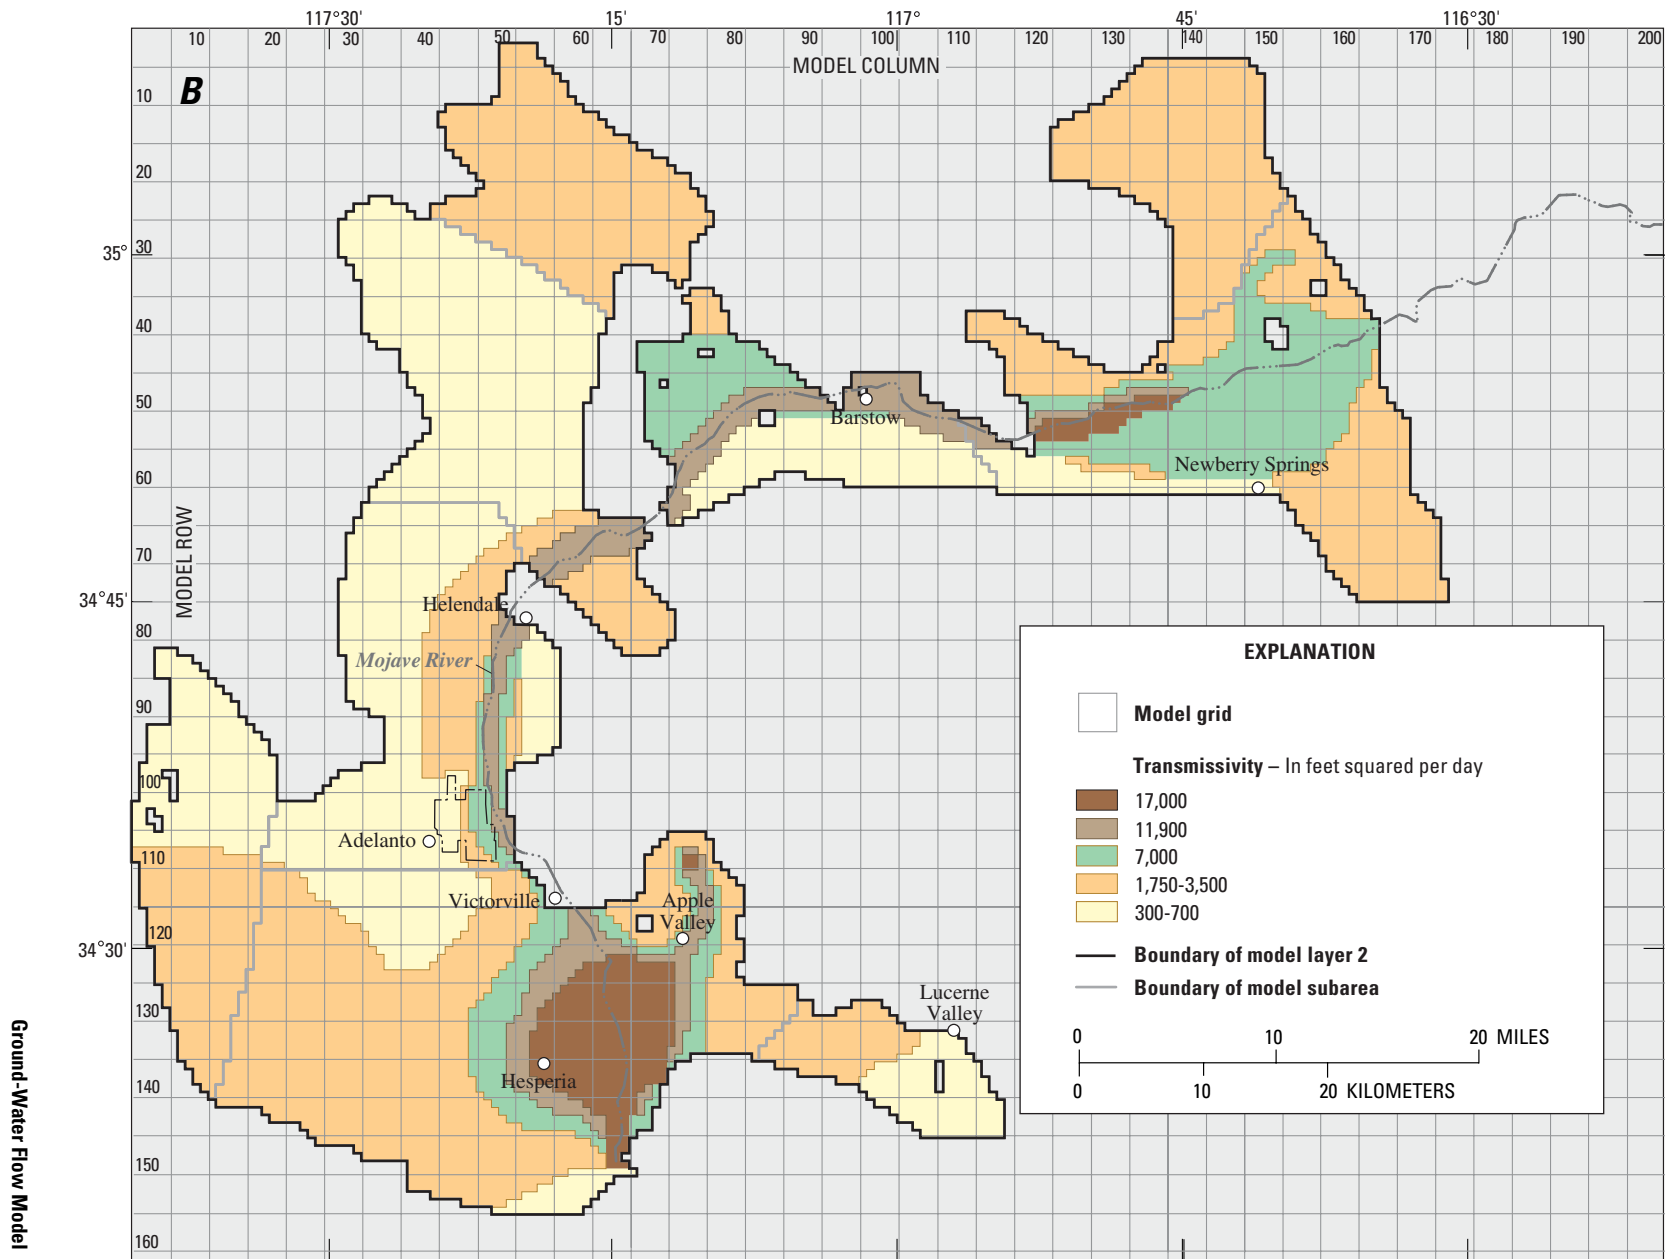 117°30' 15' 117° 45' 116°30'
10 20 30 40 50 60 70 80 90 100 110 120 130 140 150 160 170 180 190 200
MODEL COLUMN
B
10
20
35° 30
40
50
60
70
34°45'
80
90
100
110
120
34°30'
130
140
150
160
MODEL ROW
Barstow
Newberry Springs
Helendale
Mojave River
Adelanto
Victorville
Apple
Valley
Lucerne
Valley
Hesperia
EXPLANATION
Model grid
Transmissivity – In feet squared per day
17,000
11,900
7,000
1,750-3,500
300-700
Boundary of model layer 2
Boundary of model subarea
0 10 20 MILES
0 10 20 KILOMETERS
Ground-Water Flow Model